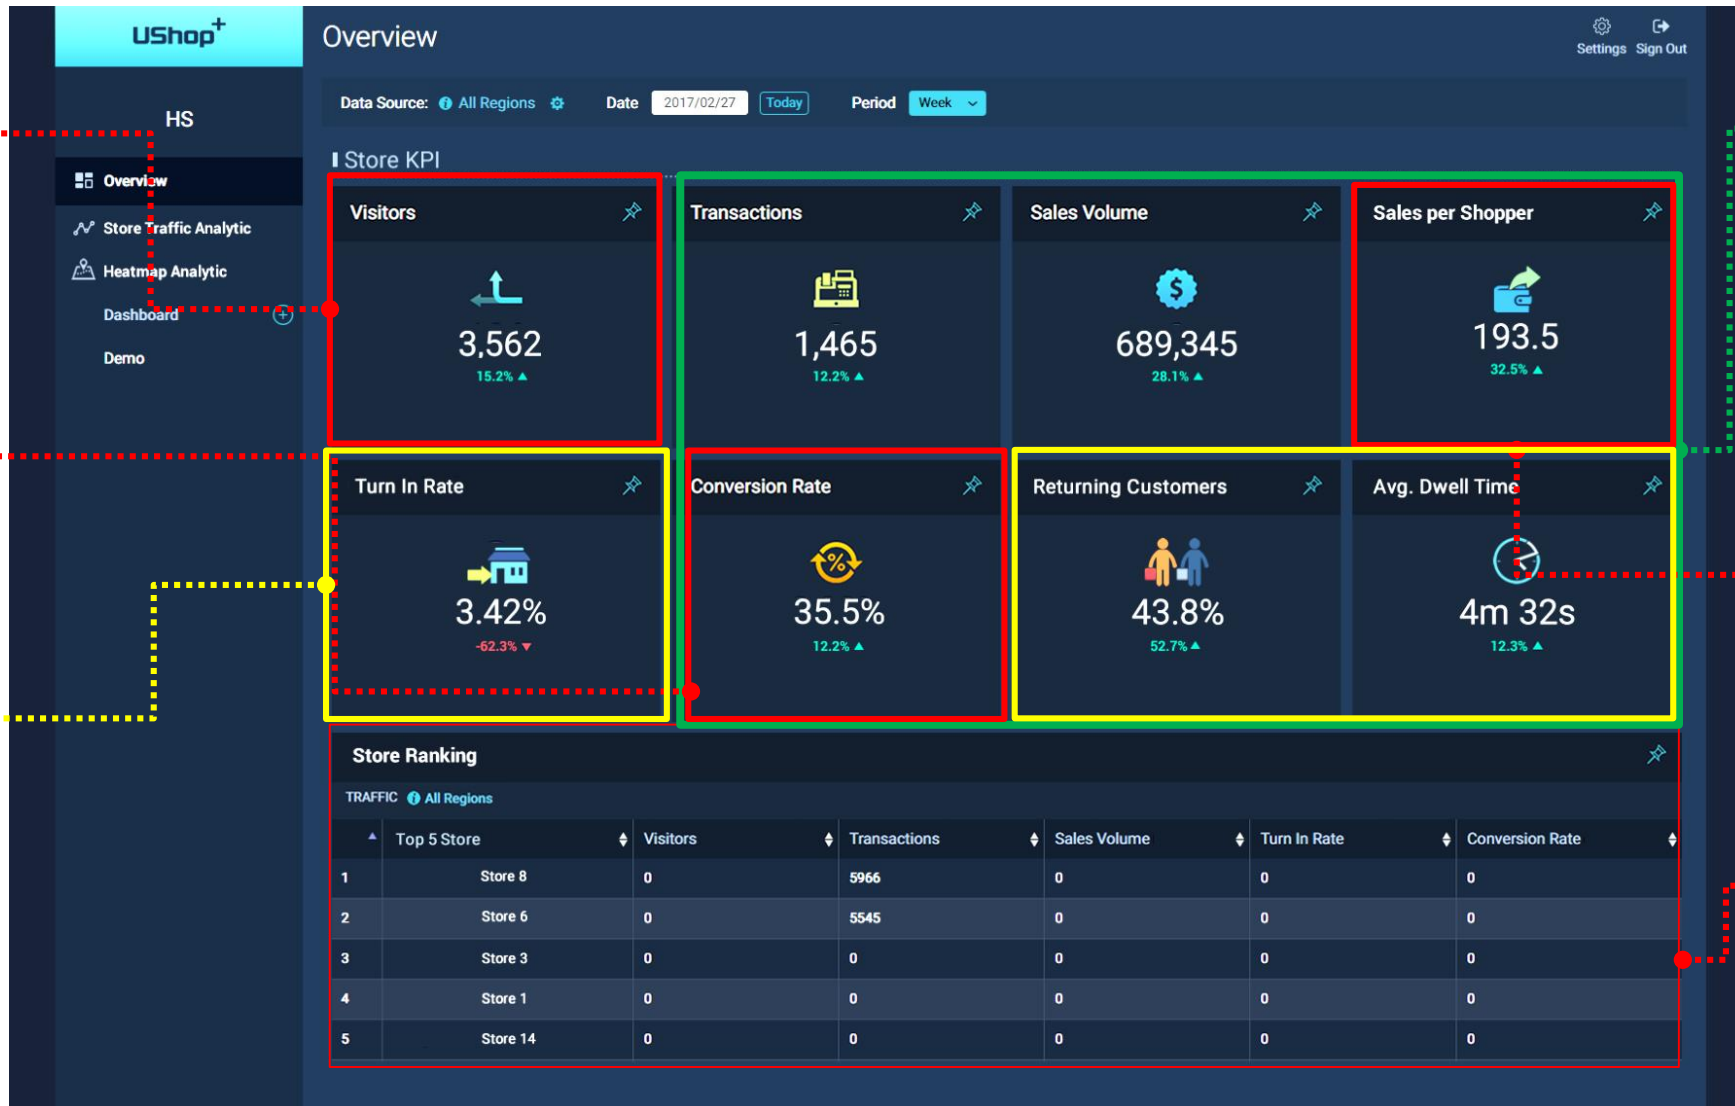 UShop+
Overview
Settings Sign Out
HS
Data Source: All Regions Date 2017/02/27 Today Period Week
Store KPI
Overview
Store Traffic Analytic
Heatmap Analytic
Dashboard
Demo
Visitors
3,562
15.2%
Transactions
1,465
12.2%
Sales Volume
689,345
28.1%
Sales per Shopper
193.5
32.5%
Turn In Rate
3.42%
-62.3%
Conversion Rate
35.5%
12.2%
Returning Customers
43.8%
52.7%
Avg. Dwell Time
4m 32s
12.3%
Store Ranking
TRAFFIC All Regions
Top 5 Store Visitors Transactions Sales Volume Turn In Rate Conversion Rate
1 Store 8 0 5966 0 0 0
2 Store 6 0 5545 0 0 0
3 Store 3 0 0 0 0 0
4 Store 1 0 0 0 0 0
5 Store 14 0 0 0 0 0